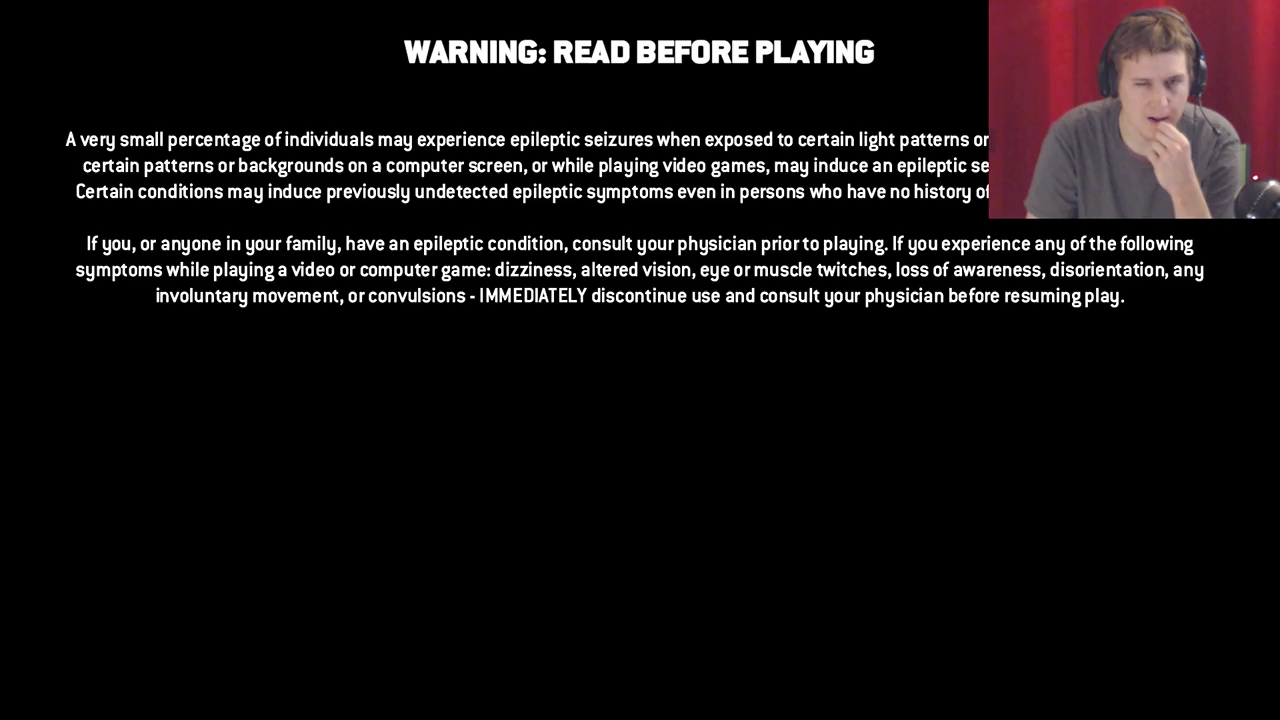 WARNING: READ BEFORE PLAYING
A very small percentage of individuals may experience epileptic seizures when exposed to certain light patterns or
certain patterns or backgrounds on a computer screen, or while playing video games, may induce an epileptic se
Certain conditions may induce previously undetected epileptic symptoms even in persons who have no history of
If you, or anyone in your family, have an epileptic condition, consult your physician prior to playing. If you experience any of the following
symptoms while playing a video or computer game: dizziness, altered vision, eye or muscle twitches, loss of awareness, disorientation, any
involuntary movement, or convulsions - IMMEDIATELY discontinue use and consult your physician before resuming play.